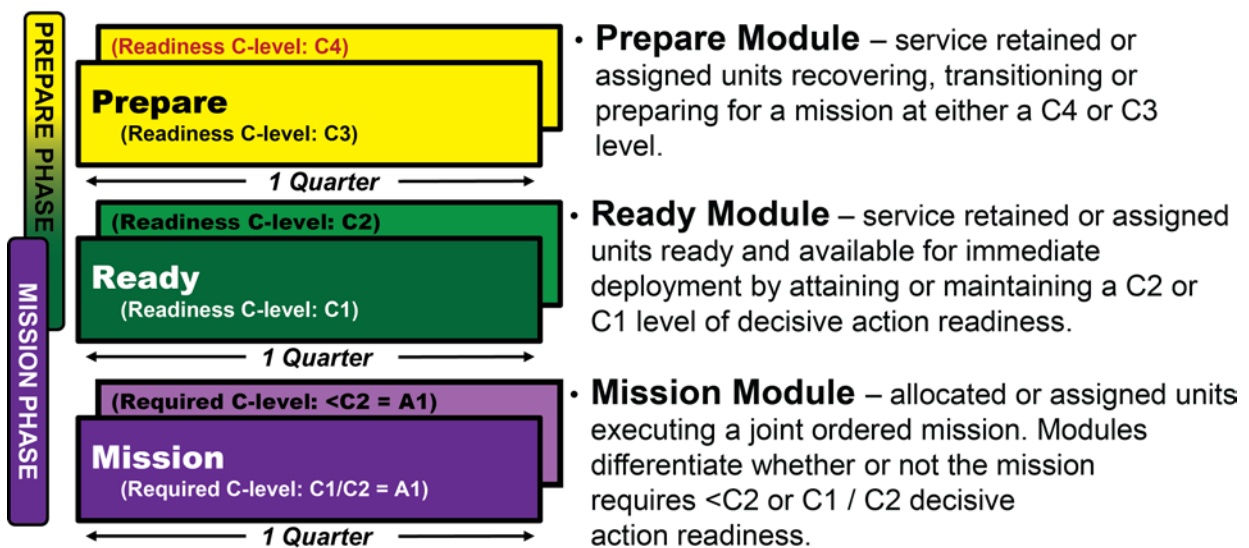 PREPARE PHASE
MISSION PHASE
(Readiness C-level: C4)
Prepare
(Readiness C-level: C3)
1 Quarter
(Readiness C-level: C2)
Ready
(Readiness C-level: C1)
1 Quarter
(Required C-level: <C2 = A1)
Mission
(Required C-level: C1/C2 = A1)
1 Quarter
• Prepare Module – service retained or
assigned units recovering, transitioning or
preparing for a mission at either a C4 or C3
level.
• Ready Module – service retained or assigned
units ready and available for immediate
deployment by attaining or maintaining a C2 or
C1 level of decisive action readiness.
• Mission Module – allocated or assigned units
executing a joint ordered mission. Modules
differentiate whether or not the mission
requires <C2 or C1 / C2 decisive
action readiness.